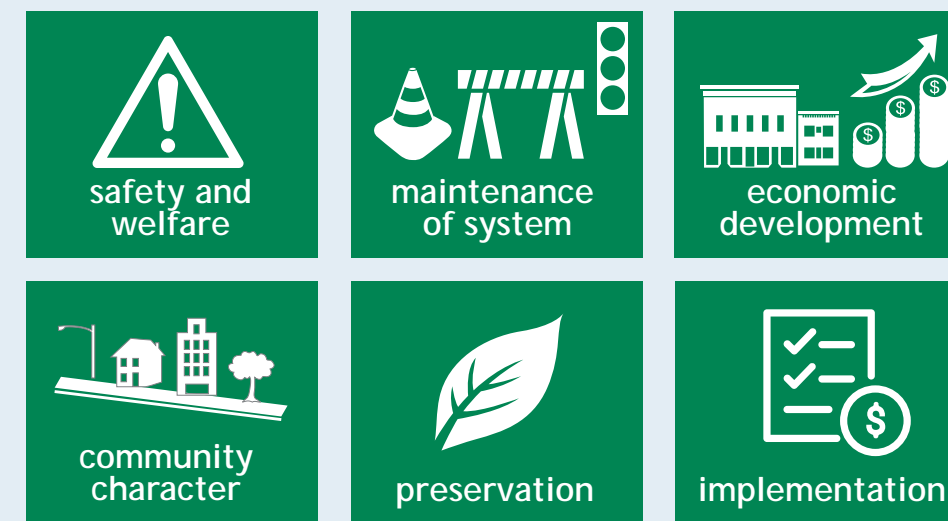 safety and
welfare
maintenance
of system
$
$
$
economic
development
community
character
preservation
$
implementation